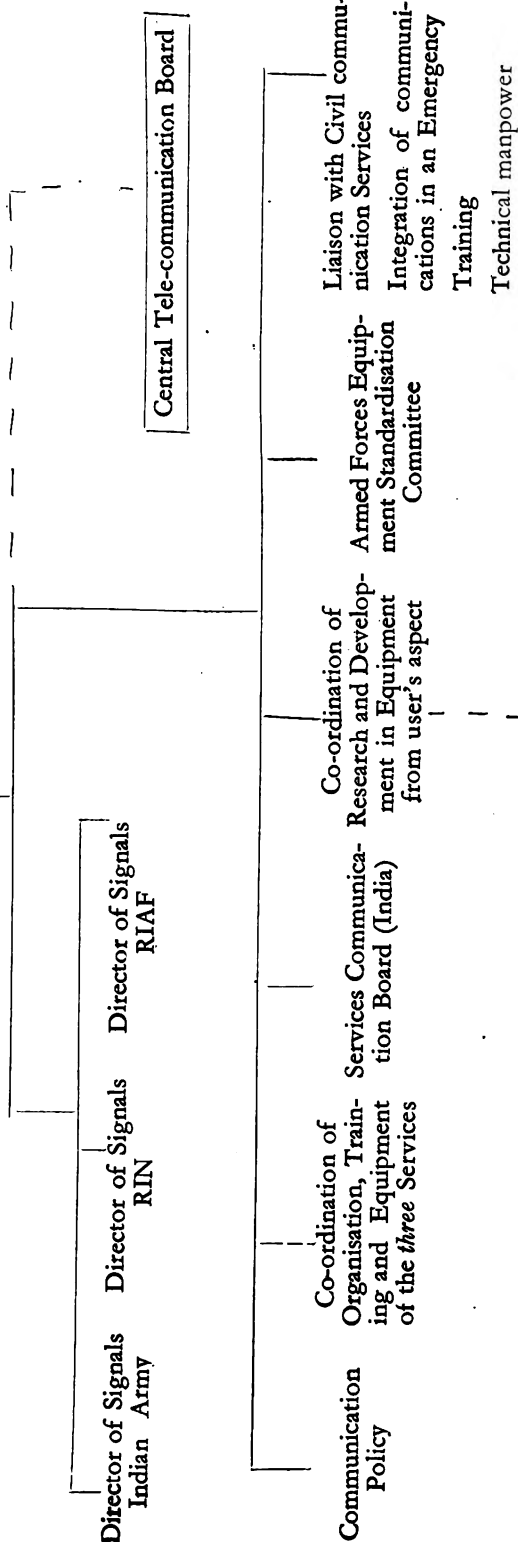 Central Tele-communication Board
Director of Signals
Indian Army
Director of Signals
RIN
Director of Signals
RIAF
Communication
Policy
Co-ordination of
Organisation, Train-
ing and Equipment
of the three Services
Services Communica-
tion Board (India)
Co-ordination of
Research and Develop-
ment in Equipment
from user's aspect
Armed Forces Equip-
ment Standardisation
Committee
Liaison with Civil commu-
nication Services
Integration of communi-
cations in an Emergency
Training
Technical manpower